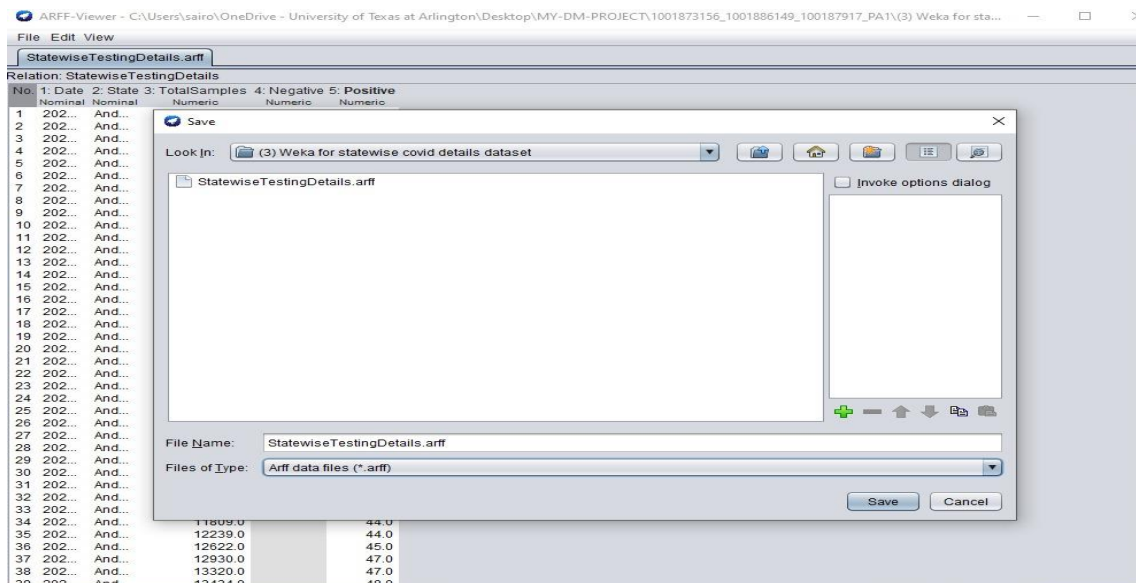 ARFF-Viewer - C:\Users\sairo\OneDrive - University of Texas at Arlington\Desktop\MY-DM-PROJECT\1001873156_1001886149_100187917_PA1\(3) Weka for sta...
File Edit View
StatewiseTestingDetails.arff
Relation: StatewiseTestingDetails
No. 1: Date 2: State 3: TotalSamples 4: Negative 5: Positive
Nominal Nominal Numeric Numeric Numeric
1 202... And...
2 202... And...
3 202... And...
4 202... And...
5 202... And...
6 202... And...
7 202... And...
8 202... And...
9 202... And...
10 202... And...
11 202... And...
12 202... And...
13 202... And...
14 202... And...
15 202... And...
16 202... And...
17 202... And...
18 202... And...
19 202... And...
20 202... And...
21 202... And...
22 202... And...
23 202... And...
24 202... And...
25 202... And...
26 202... And...
27 202... And...
28 202... And...
29 202... And...
30 202... And...
31 202... And...
32 202... And...
33 202... And...
34 202... And... 11809.0 44.0
35 202... And... 12239.0 44.0
36 202... And... 12622.0 45.0
37 202... And... 12930.0 47.0
38 202... And... 13320.0 47.0
Save
Look In: (3) Weka for statewise covid details dataset
StatewiseTestingDetails.arff
Invoke options dialog
File Name: StatewiseTestingDetails.arff
Files of Type: Arff data files (*.arff)
Save Cancel